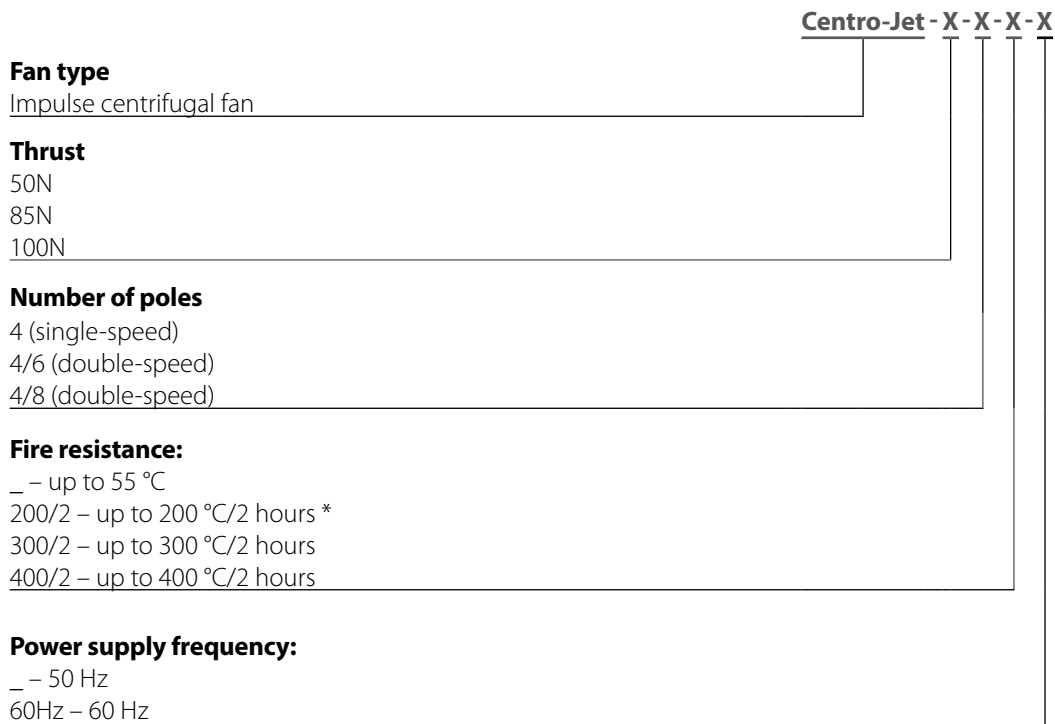 Centro-Jet - X - X - X - X
Fan type
Impulse centrifugal fan
Thrust
50N
85N
100N
Number of poles
4 (single-speed)
4/6 (double-speed)
4/8 (double-speed)
Fire resistance:
_ – up to 55 °C
200/2 – up to 200 °C/2 hours *
300/2 – up to 300 °C/2 hours
400/2 – up to 400 °C/2 hours
Power supply frequency:
_ – 50 Hz
60Hz – 60 Hz